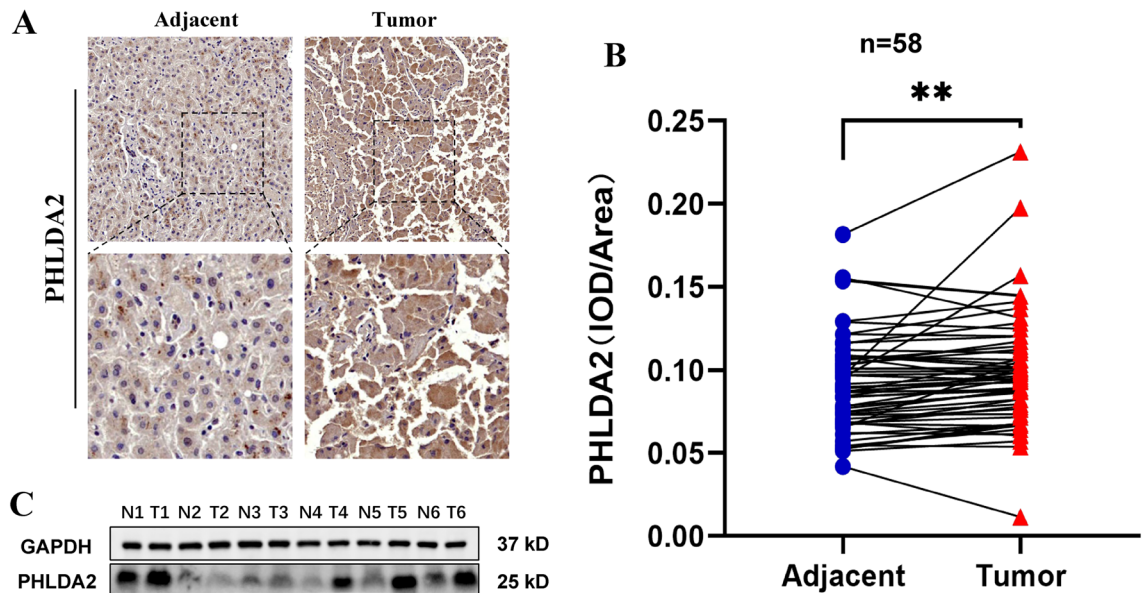 A
Adjacent
Tumor
PHLDA2
B
n=58
**
0.25
0.20
0.15
0.10
0.05
0.00
PHLDA2（IOD/Area）
Adjacent
Tumor
C
N1 T1 N2 T2 N3 T3 N4 T4 N5 T5 N6 T6
GAPDH
37 kD
PHLDA2
25 kD